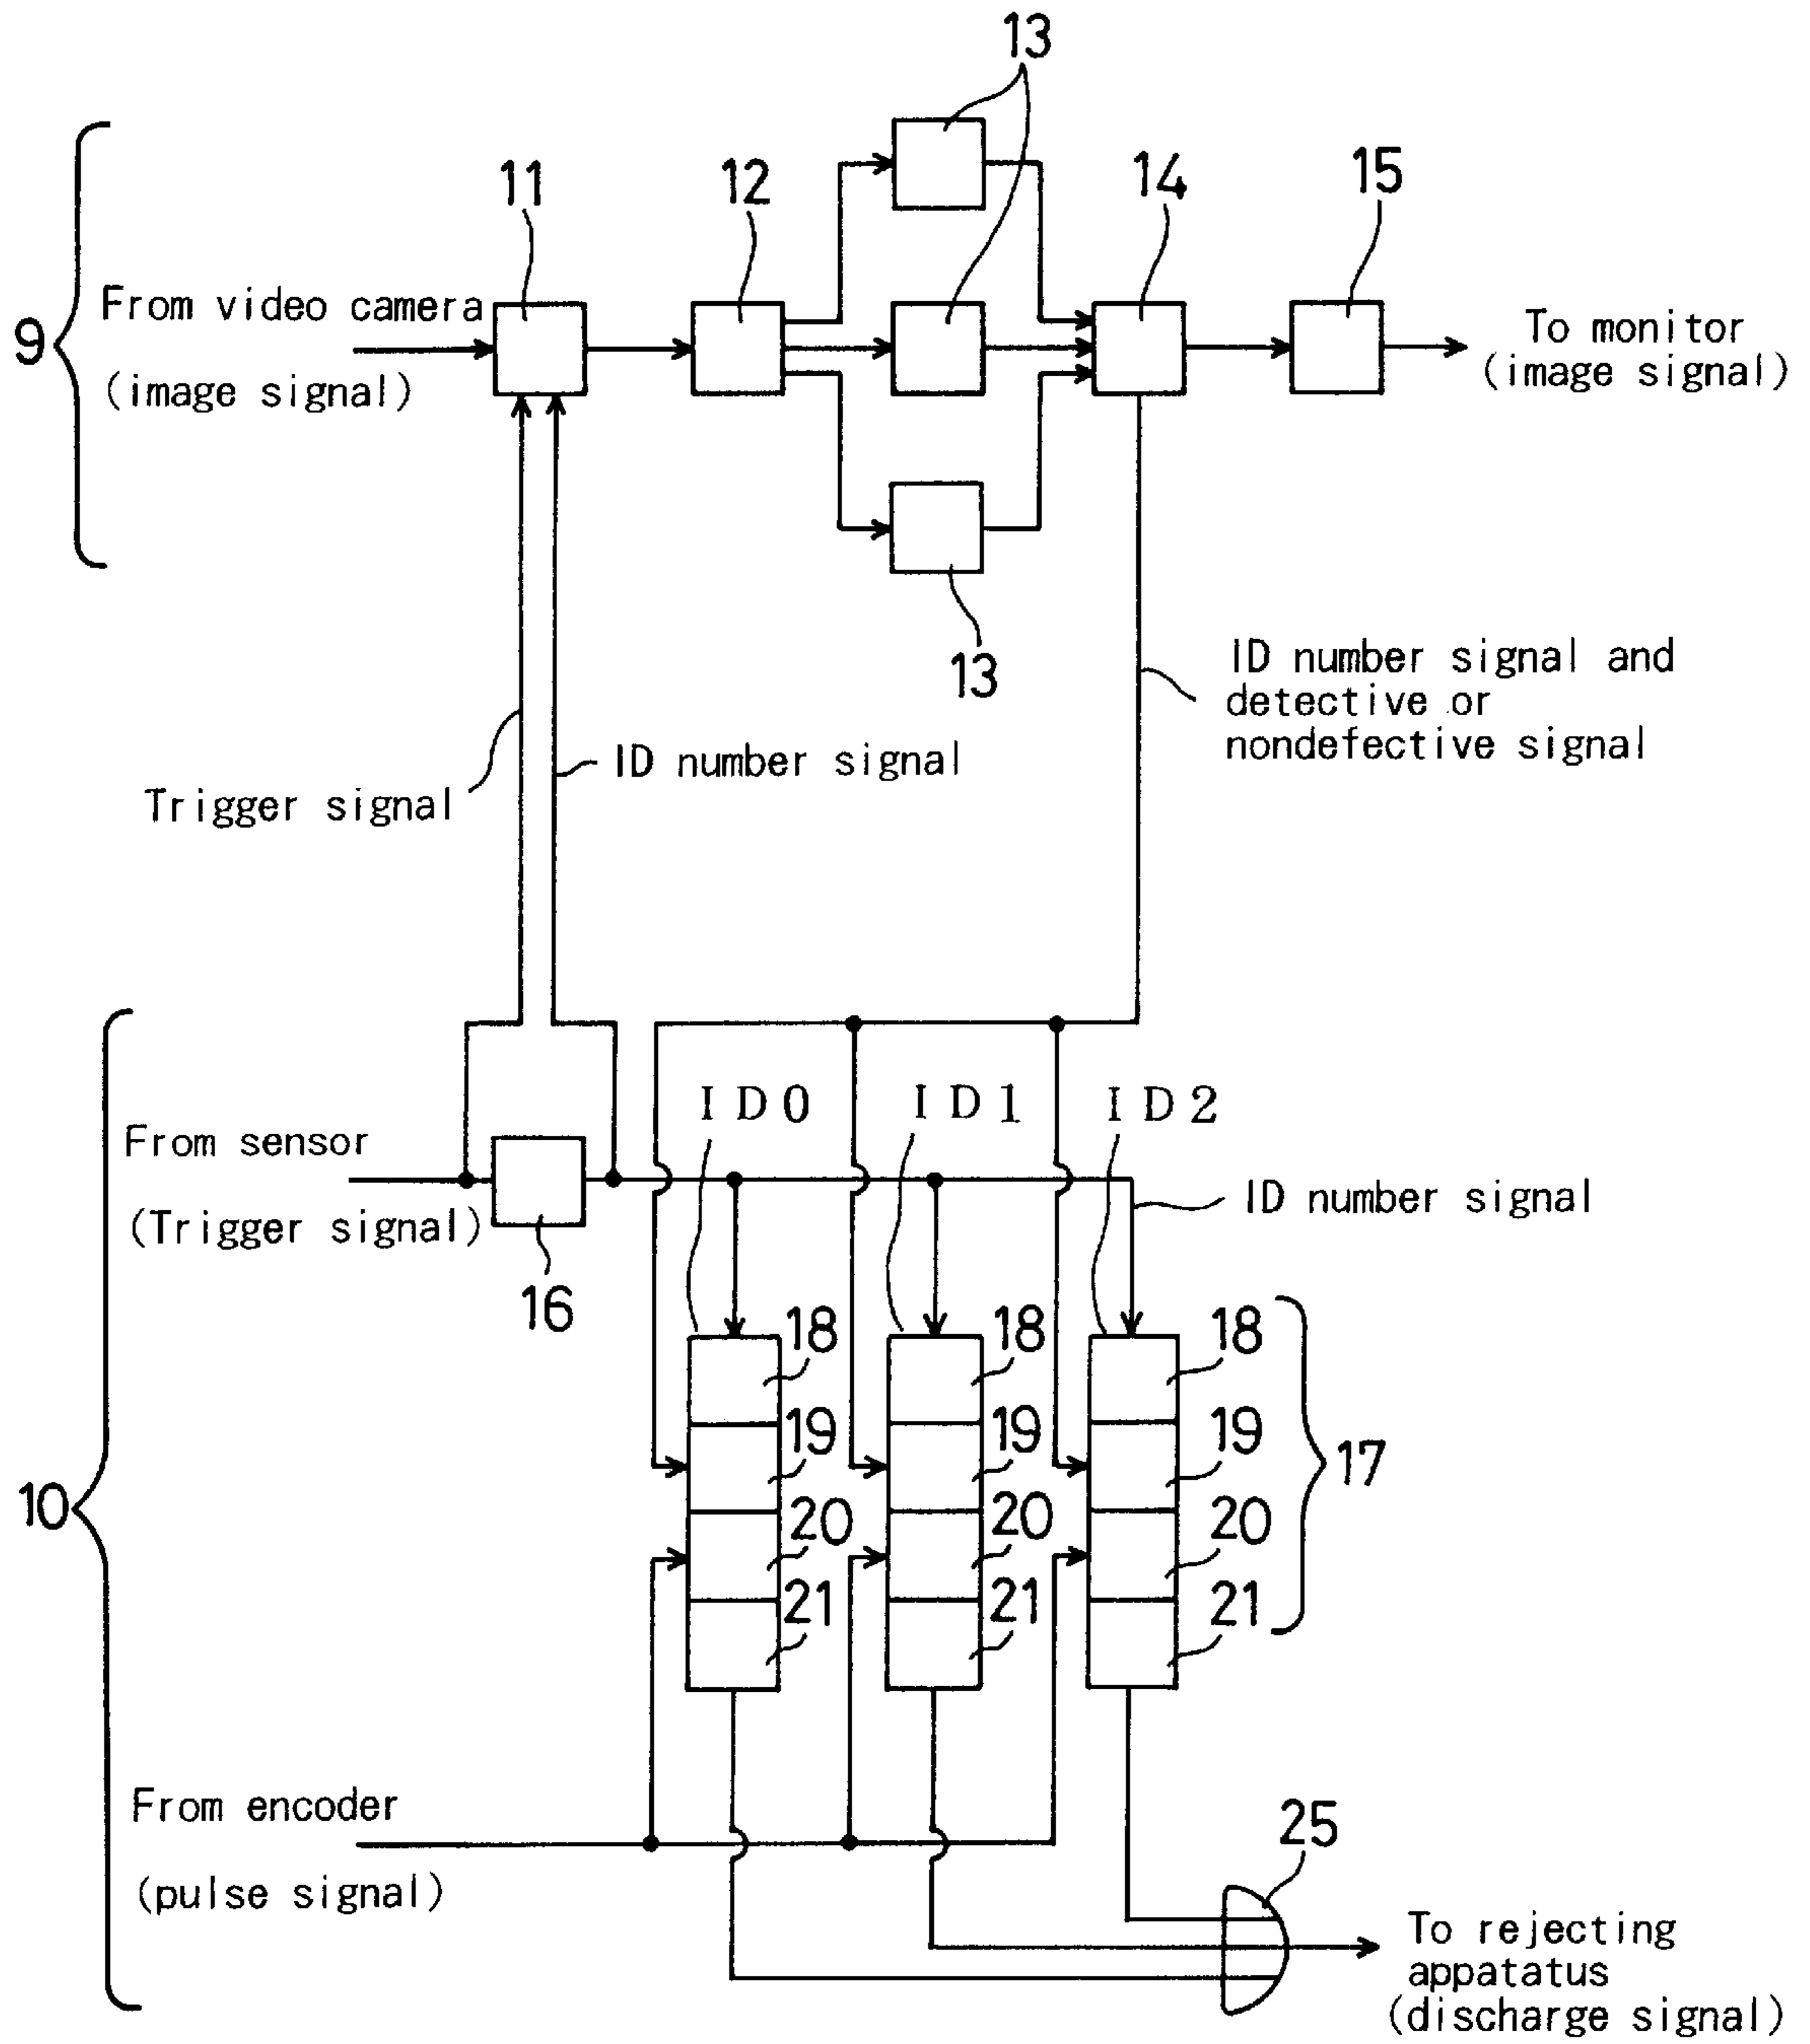 13
11
12
14
15
From video camera
(image signal)
9
To monitor
(image signal)
13
ID number signal and
detective or
nondefective signal
ID number signal
Trigger signal
ID0
ID1
ID2
From sensor
(Trigger signal)
16
ID number signal
18
18
18
19
19
19
17
20
20
20
10
21
21
21
From encoder
(pulse signal)
25
To rejecting
appatatus
(discharge signal)